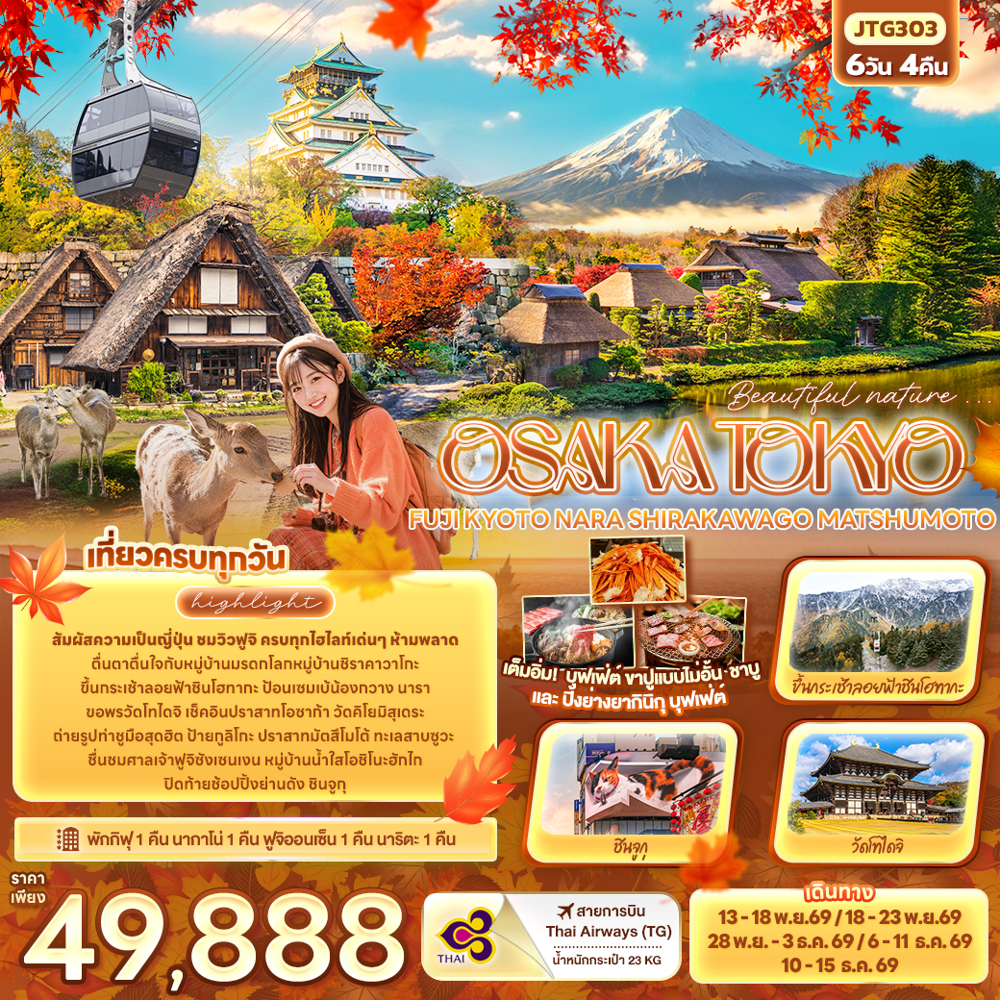 JTG303
6วัน 4คืน
Beautiful nature ...
OSAKA TOKYO
FUJI KYOTO NARA SHIRAKAWAGO MATSHUMOTO
เที่ยวครบทุกวัน
highlight
สัมผัสความเป็นญี่ปุ่น ชมวิวฟูจิ ครบทุกไฮไลท์เด่นๆ ห้ามพลาด
ตื่นตาตื่นใจกับหมู่บ้านมรดกโลกหมู่บ้านชิราคาวาโกะ
ขึ้นกระเช้าลอยฟ้าชินโฮทากะ ป้อนเซมเบ้น้องกวาง นารา
ขอพรวัดโทไดจิ เช็คอินปราสาทโอซาก้า วัดคิโยมิสุเดระ
ถ่ายรูปท่าชูมือสุดฮิต ป้ายกูลิโกะ ปราสาทมัตสึโมโต้ ทะเลสาบซูวะ
ชื่นชมศาลเจ้าฟูจิซังเซนเงน หมู่บ้านน้ำใสโอชิโนะฮักไก
ปิดท้ายช้อปปิ้งย่านดัง ชินจูกุ
เต็มอิ่ม! บุฟเฟ่ต์ ขาปูแบบไม่อั้น · ชาบู
และ ปิ้งย่างยากินิกุ บุฟเฟ่ต์
ขึ้นกระเช้าลอยฟ้าชินโฮทากะ
ชินจูกุ
วัดโทไดจิ
พักกิฟุ 1 คืน นากาโน่ 1 คืน ฟูจิออนเซ็น 1 คืน นาริตะ 1 คืน
ราคา
เพียง
49,888
THAI
สายการบิน
Thai Airways (TG)
น้ำหนักกระเป๋า 23 KG
เดินทาง
13 - 18 พ.ย.69 / 18 - 23 พ.ย.69
28 พ.ย. - 3 ธ.ค. 69 / 6 - 11 ธ.ค. 69
10 - 15 ธ.ค. 69